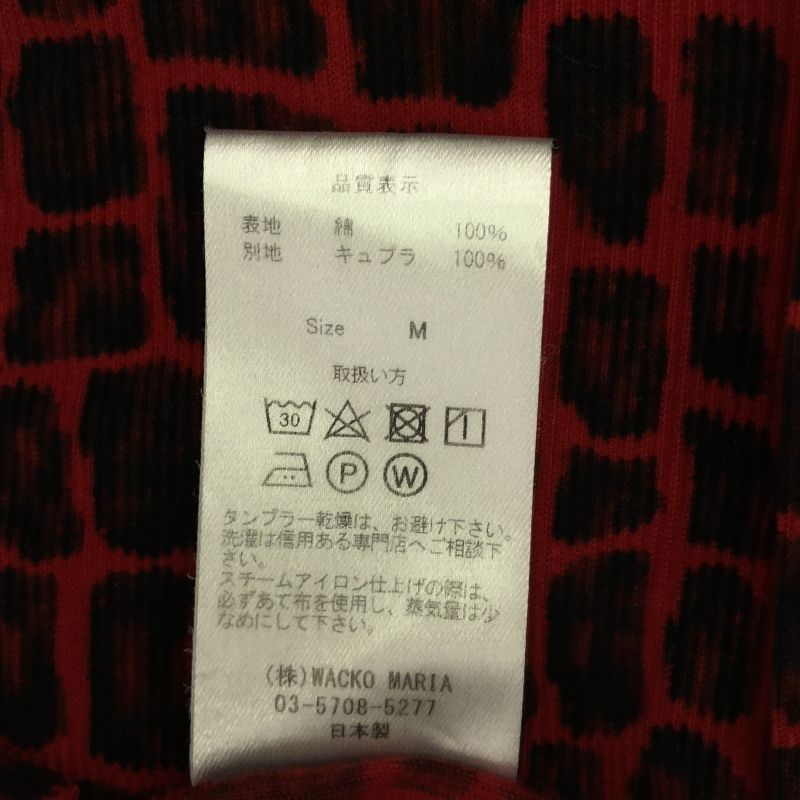 品質表示
表地 綿 100%
別地 キュプラ 100%
Size M
取扱い方
30
P W
タンブラー乾燥は、お避け下さい。
洗濯は信用ある専門店へご相談下
さい。
スチームアイロン仕上げの際は、
必ずあて布を使用し、蒸気量は少
なめにして下さい。
(株)WACKO MARIA
03-5708-5277
日本製